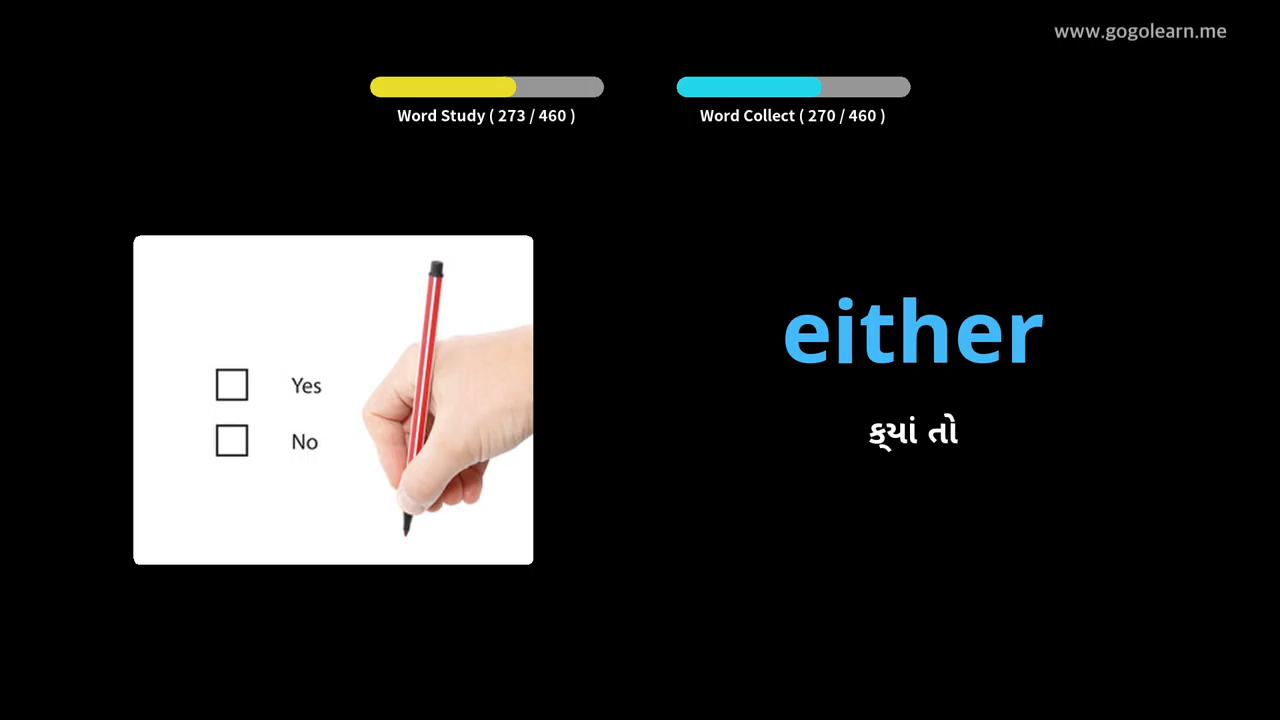 www.gogolearn.me
Word Study ( 273 / 460 )
Word Collect ( 270 / 460 )
Yes
No
either
ક્યાં તો